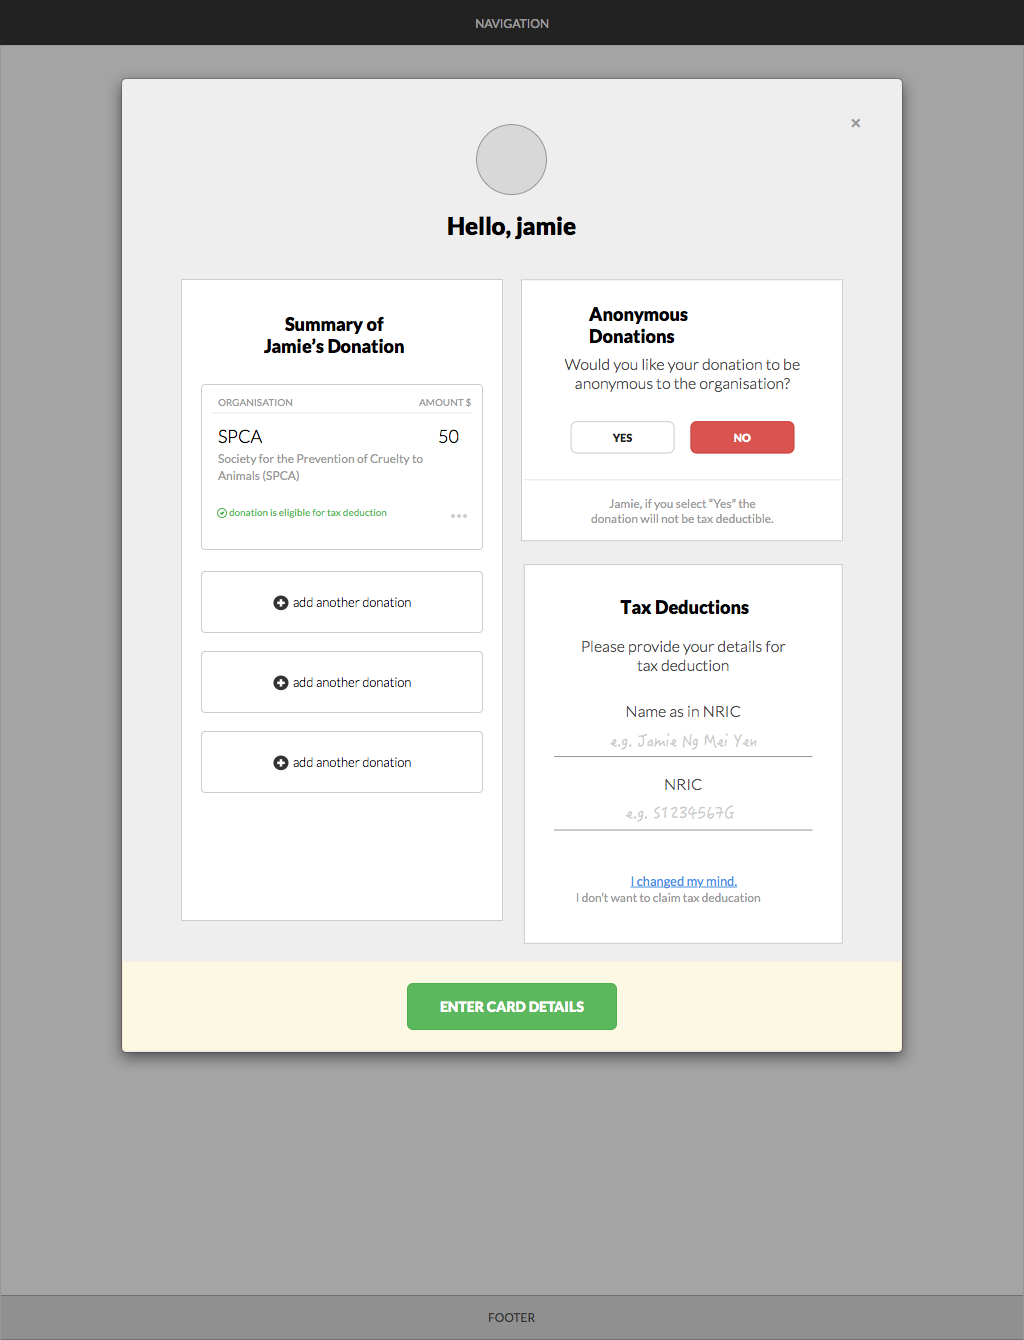 NAVIGATION
×
Hello, jamie
Summary of
Jamie's Donation
ORGANISATION AMOUNT $
SPCA 50
Society for the Prevention of Cruelty to
Animals (SPCA)
donation is eligible for tax deduction
add another donation
add another donation
add another donation
Anonymous
Donations
Would you like your donation to be
anonymous to the organisation?
YES NO
Jamie, if you select "Yes" the
donation will not be tax deductible.
Tax Deductions
Please provide your details for
tax deduction
Name as in NRIC
e.g. Jamie Ng Mei Yen
NRIC
e.g. S1234567G
I changed my mind.
I don't want to claim tax deducation
ENTER CARD DETAILS
FOOTER